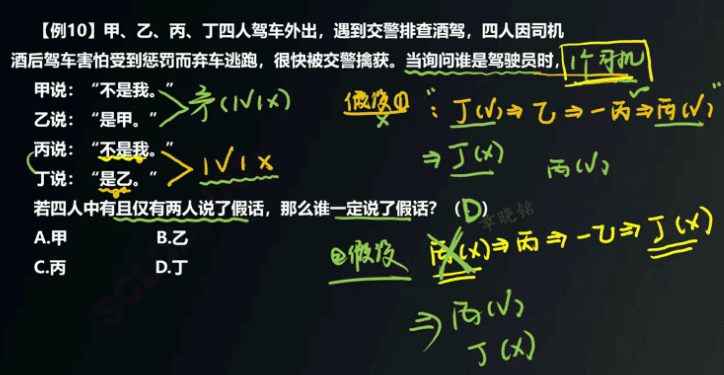 【例10】甲、乙、丙、丁四人驾车外出，遇到交警排查酒驾，四人因司机
酒后驾车害怕受到惩罚而弃车逃跑，很快被交警擒获。当询问谁是驾驶员时，
1个司机
甲说：“不是我。”
矛(1√1×)
乙说：“是甲。”
假设①
×
“：丁(√)⇒乙⇒一丙⇒丙(√)”
丙说：“不是我。”
丁说：“是乙。”
1√1×
⇒丁(×)
丙(√)
若四人中有且仅有两人说了假话，那么谁一定说了假话？（D）
A.甲 B.乙
C.丙 D.丁
②假设
丙(×)⇒丙⇒一乙⇒丁(×)
⇒丙(√)
丁(×)